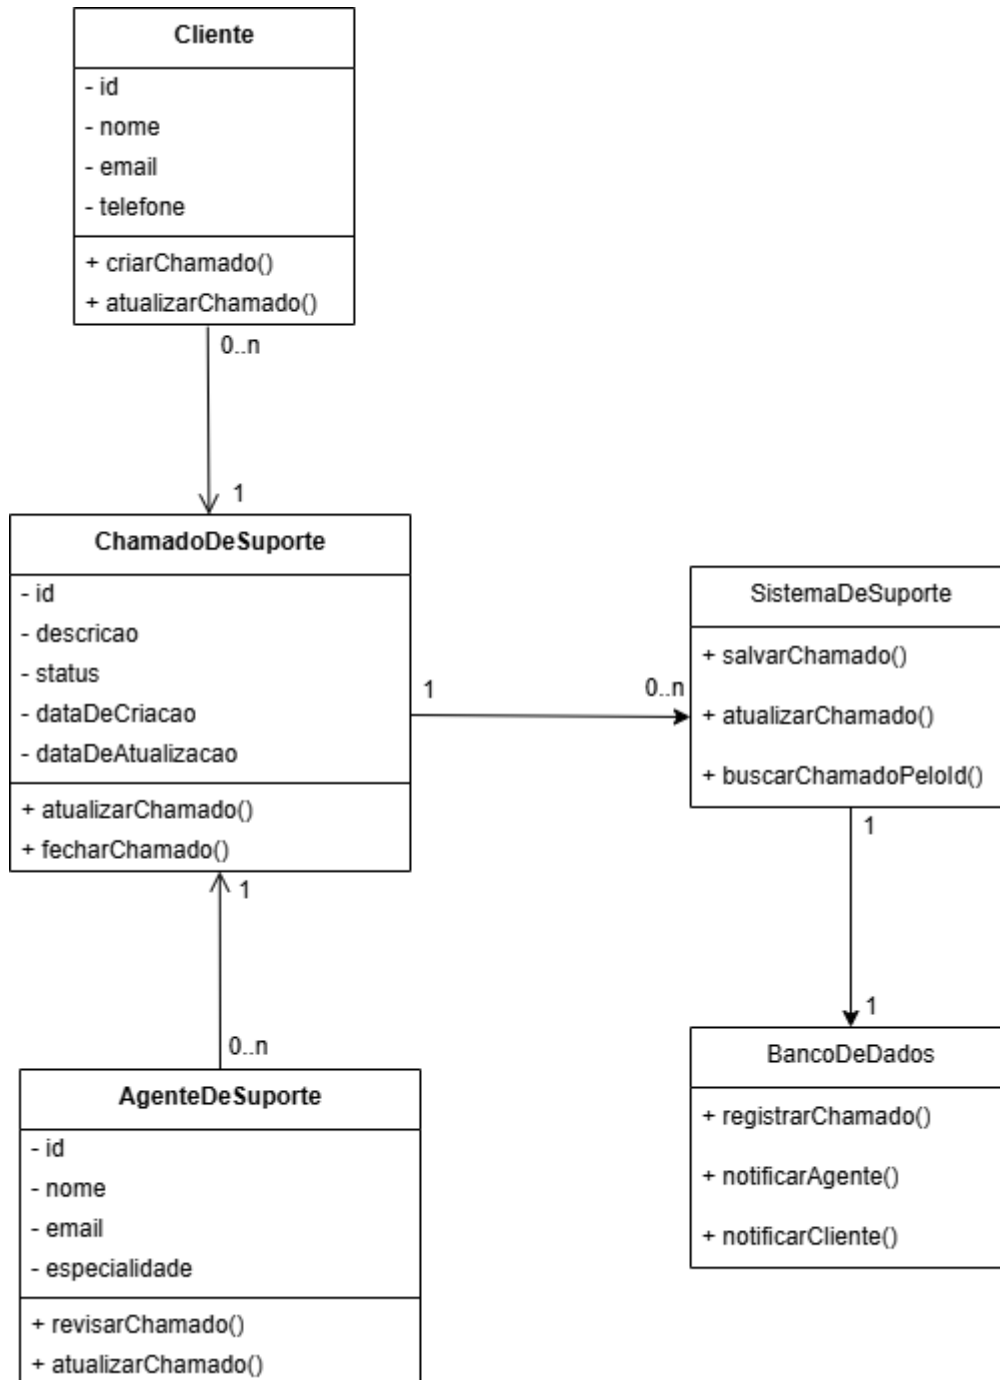 Cliente
- id
- nome
- email
- telefone
+ criarChamado()
+ atualizarChamado()
0..n
1
ChamadoDeSuporte
- id
- descricao
- status
- dataDeCriacao
- dataDeAtualizacao
+ atualizarChamado()
+ fecharChamado()
1
0..n
SistemaDeSuporte
+ salvarChamado()
+ atualizarChamado()
+ buscarChamadoPeloId()
1
1
BancoDeDados
+ registrarChamado()
+ notificarAgente()
+ notificarCliente()
1
0..n
AgenteDeSuporte
- id
- nome
- email
- especialidade
+ revisarChamado()
+ atualizarChamado()